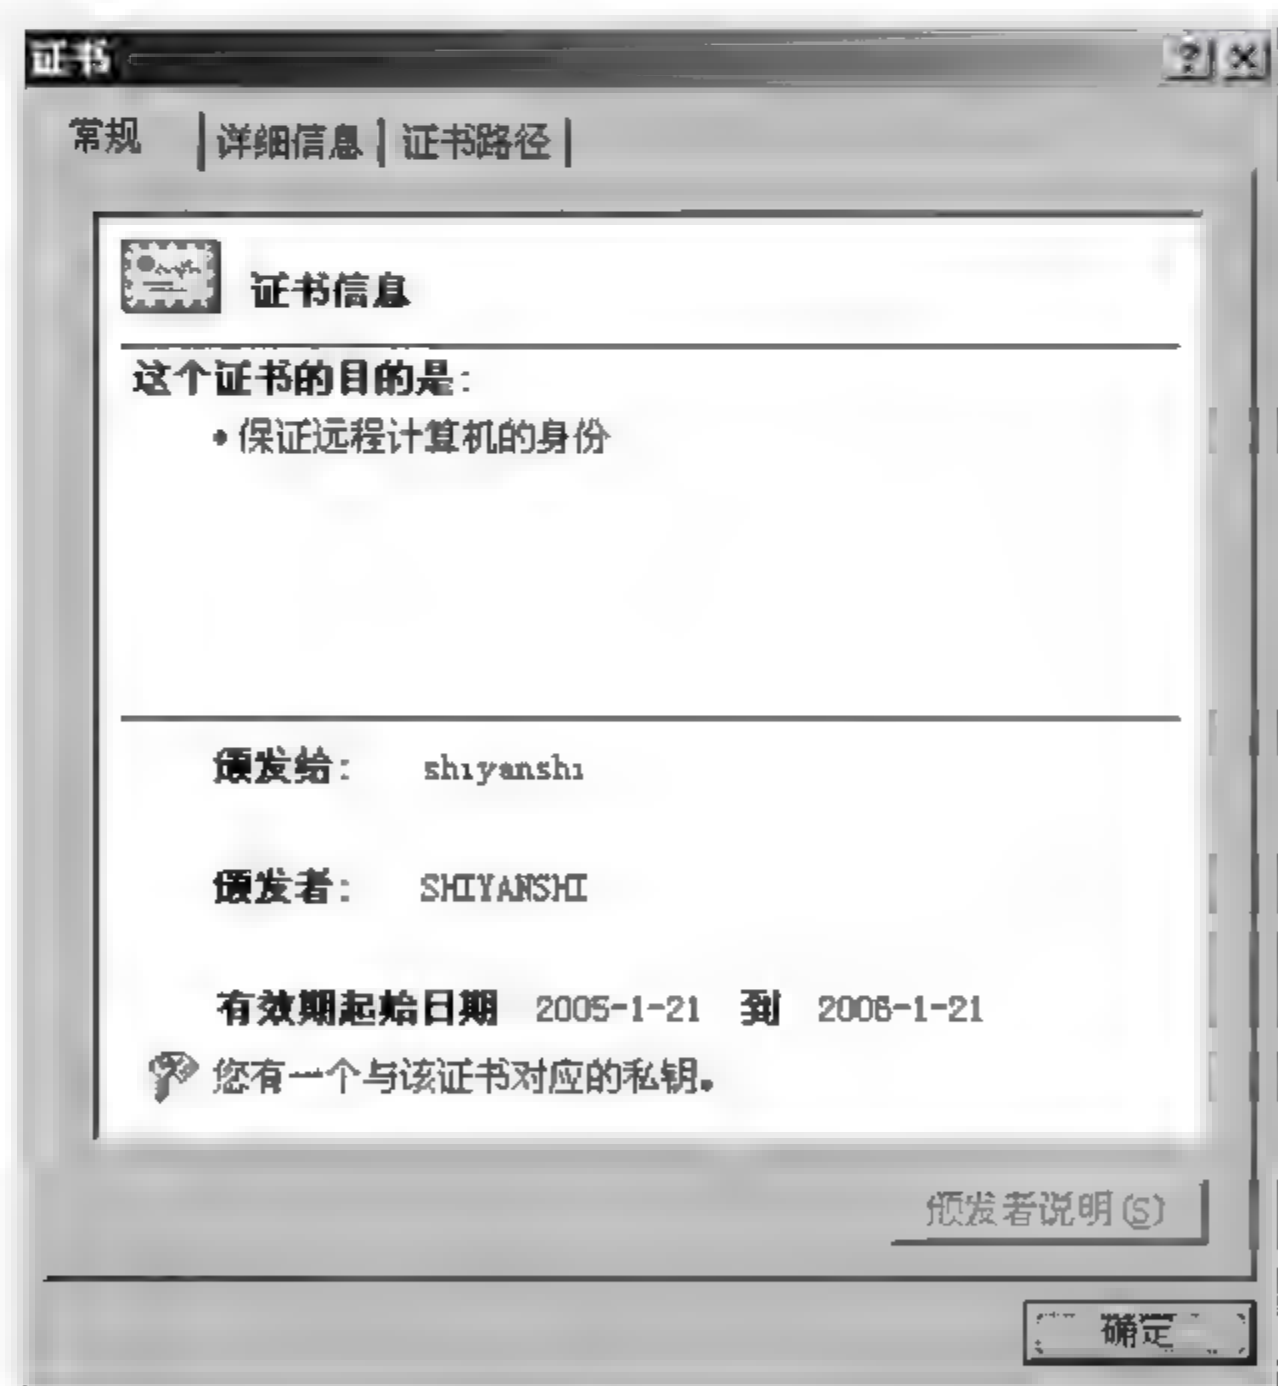 证书
常规 详细信息 证书路径
证书信息
这个证书的目的是:
•保证远程计算机的身份
颁发给: shiyanshi
颁发者: SHIYANSHI
有效期起始日期 2005-1-21 到 2006-1-21
您有一个与该证书对应的私钥。
颁发者说明(S)
确定